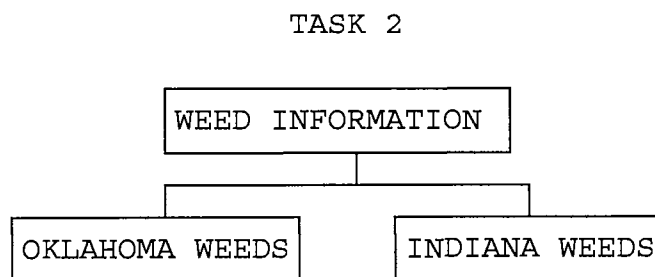 TASK 2
WEED INFORMATION
OKLAHOMA WEEDS
INDIANA WEEDS